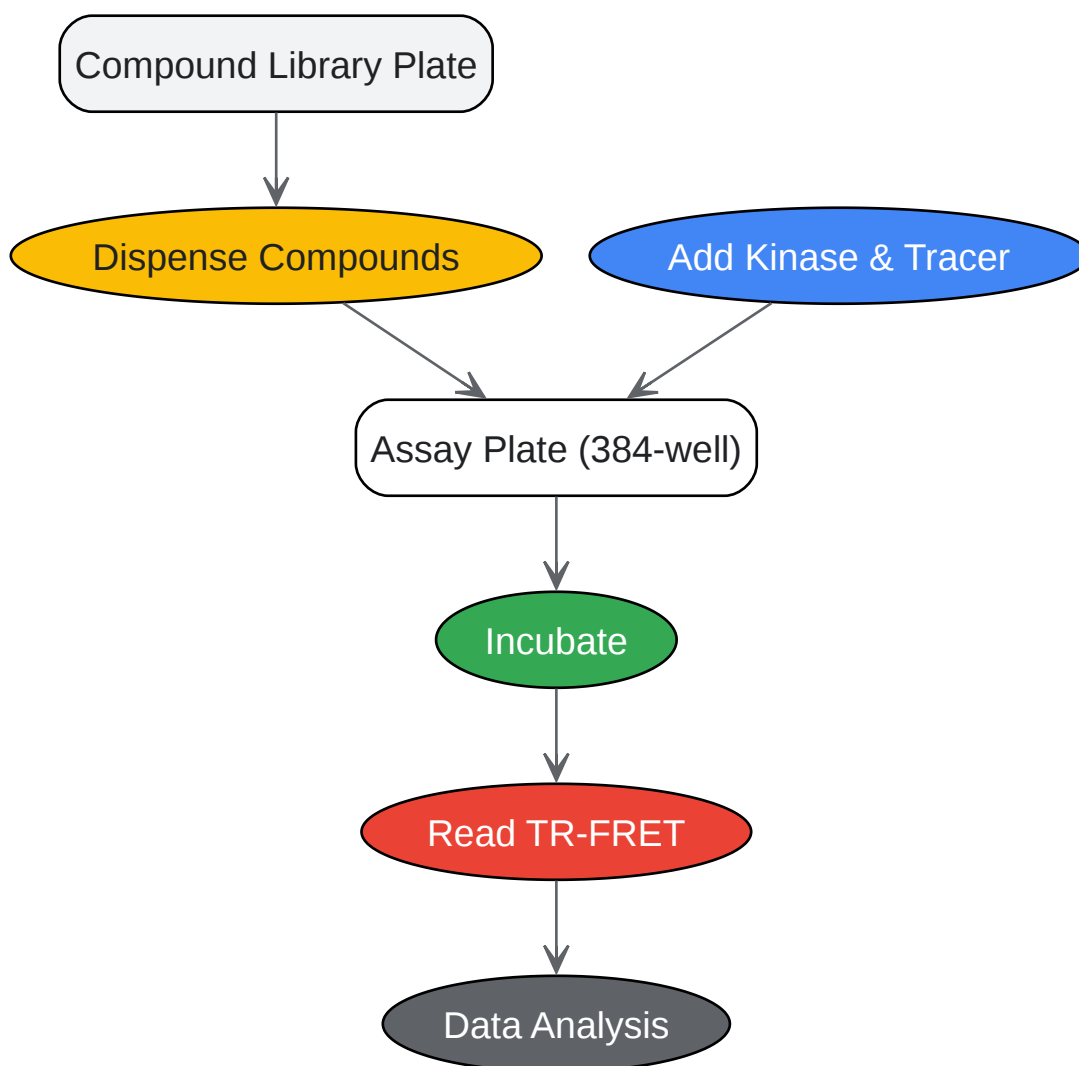 Compound Library Plate
Dispense Compounds
Add Kinase & Tracer
Assay Plate (384-well)
Incubate
Read TR-FRET
Data Analysis